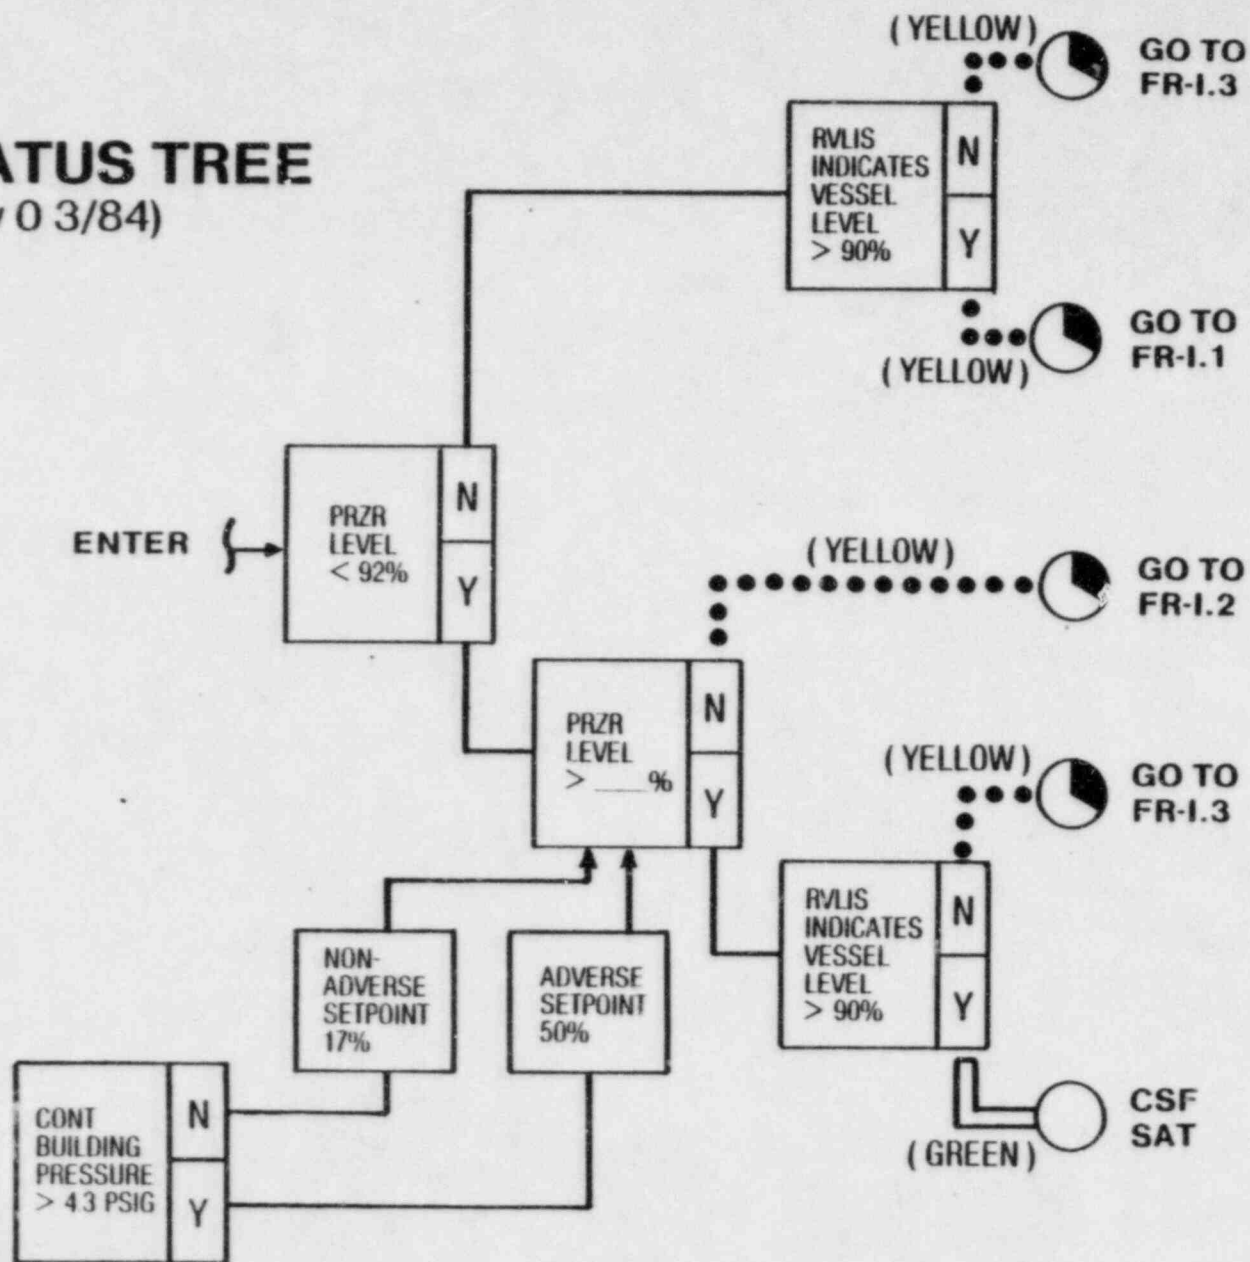 (YELLOW)
GO TO
FR-I.3
RVLIS
INDICATES
VESSEL
LEVEL
> 90%
N
Y
ATUS TREE
0 3/84)
(YELLOW)
GO TO
FR-I.1
ENTER
PRZR
LEVEL
< 92%
N
Y
(YELLOW)
GO TO
FR-I.2
PRZR
LEVEL
> ___%
N
Y
(YELLOW)
GO TO
FR-I.3
RVLIS
INDICATES
VESSEL
LEVEL
> 90%
N
Y
NON-
ADVERSE
SETPOINT
17%
ADVERSE
SETPOINT
50%
CONT
BUILDING
PRESSURE
> 4.3 PSIG
N
Y
(GREEN)
CSF
SAT